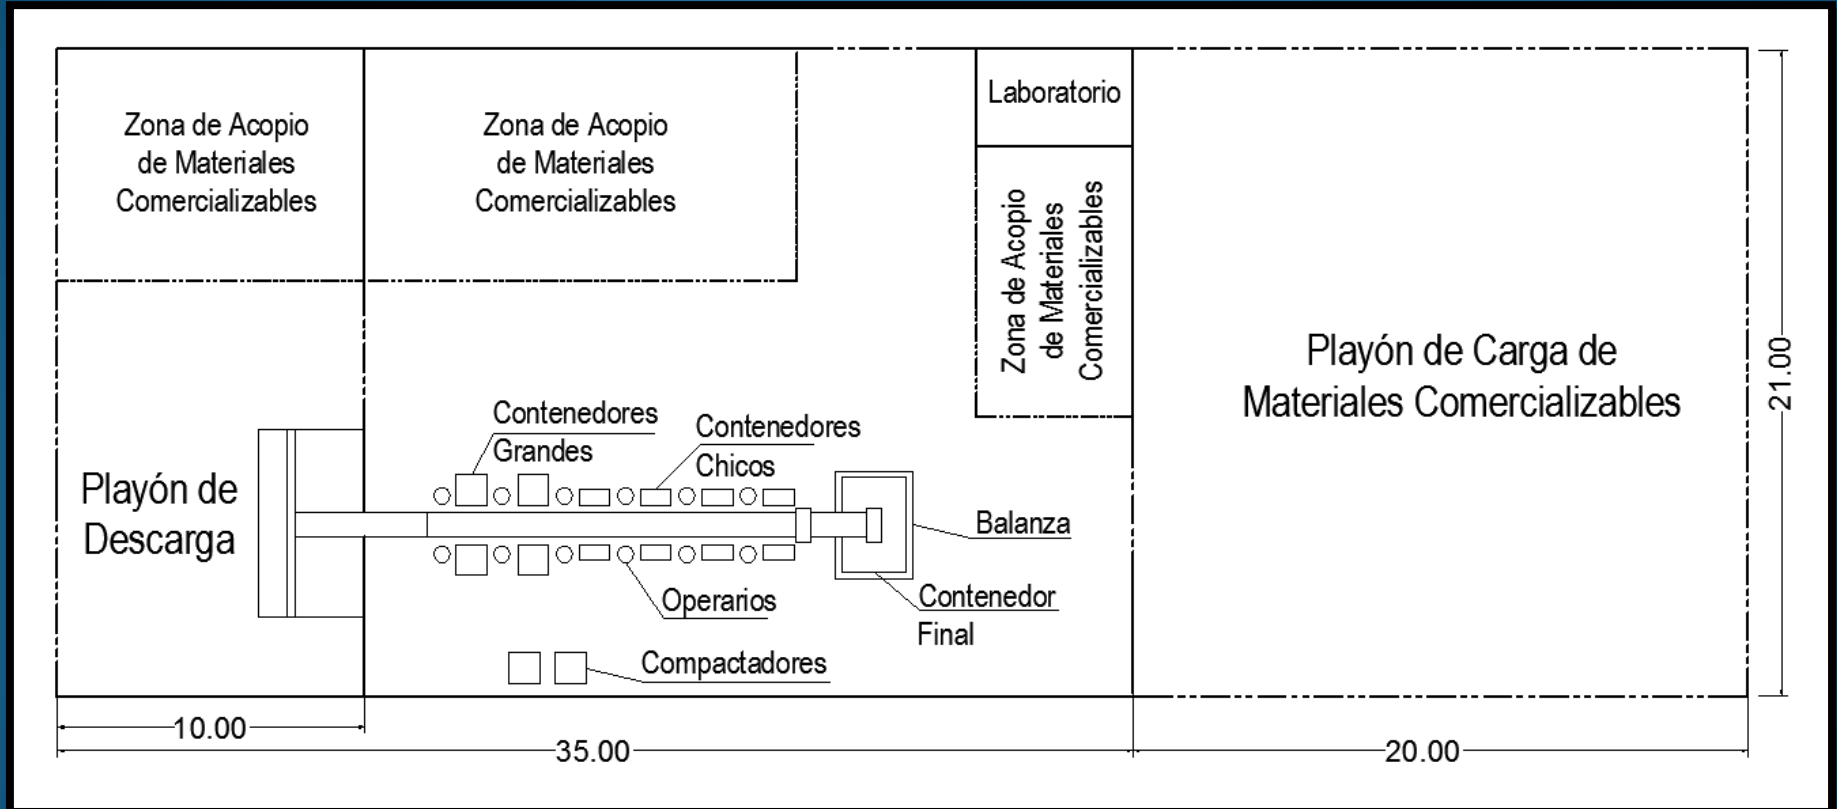 Zona de Acopio
de Materiales
Comercializables
Zona de Acopio
de Materiales
Comercializables
Laboratorio
Zona de Acopio
de Materiales
Comercializables
Playón de Carga de
Materiales Comercializables
21.00
Contenedores
Grandes
Contenedores
Chicos
Playón de
Descarga
Balanza
Operarios
Contenedor
Final
Compactadores
10.00
35.00
20.00